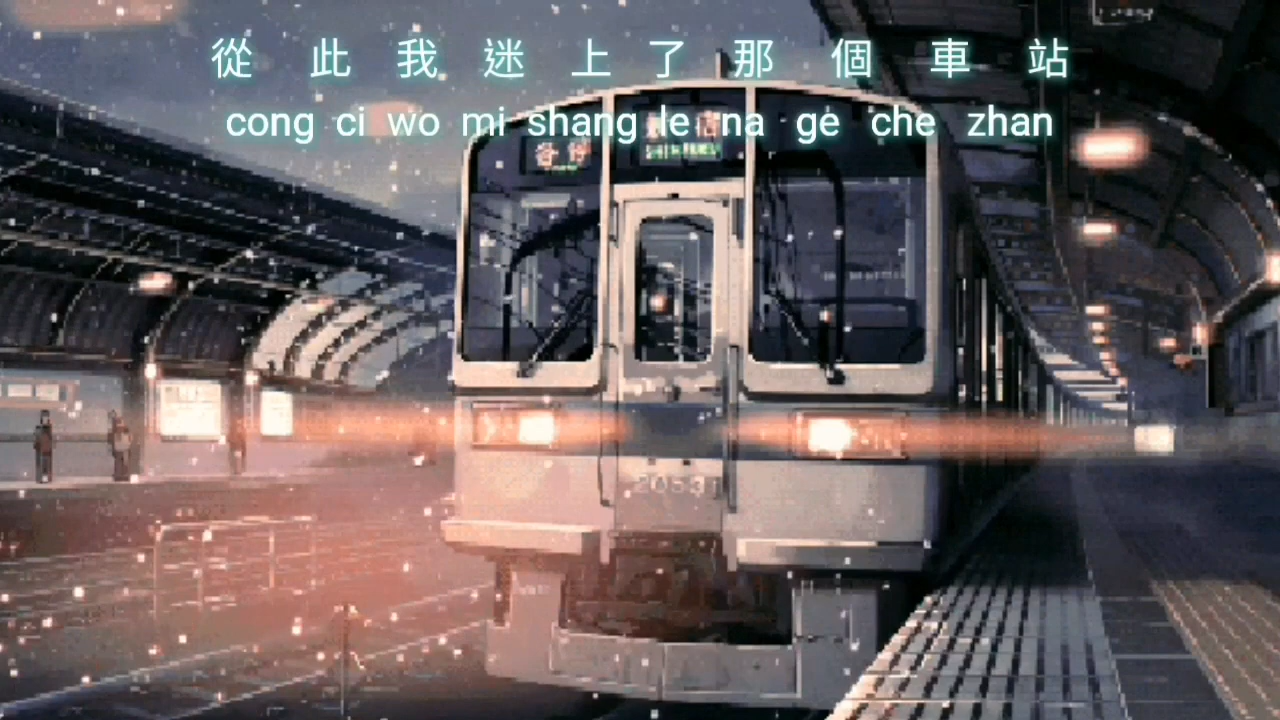 從 此 我 迷 上 了 那 個 車 站
cong ci wo mi shang le na ge che zhan